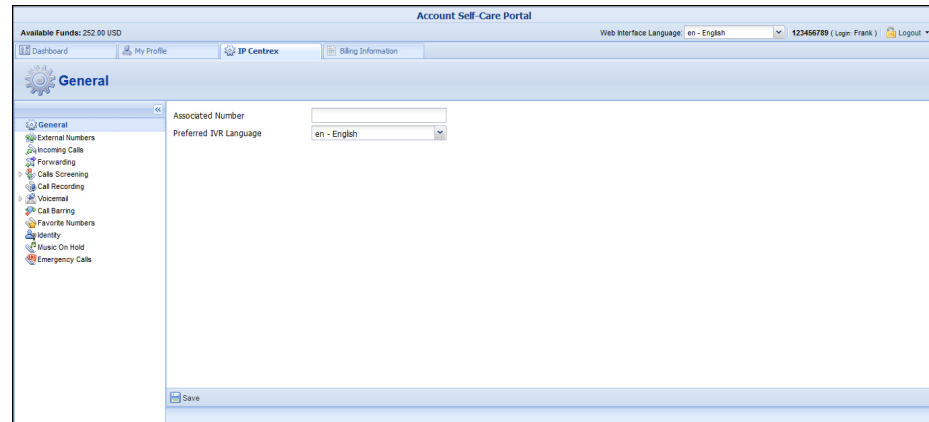 Account Self-Care Portal
Available Funds: 252.00 USD
Web Interface Language: en - English
123456789 ( Login: Frank )
Logout
Dashboard
My Profile
IP Centrex
Billing Information
General
General
External Numbers
Incoming Calls
Forwarding
Calls Screening
Call Recording
Voicemail
Call Barring
Favorite Numbers
Identity
Music On Hold
Emergency Calls
Associated Number
Preferred IVR Language en - English
Save